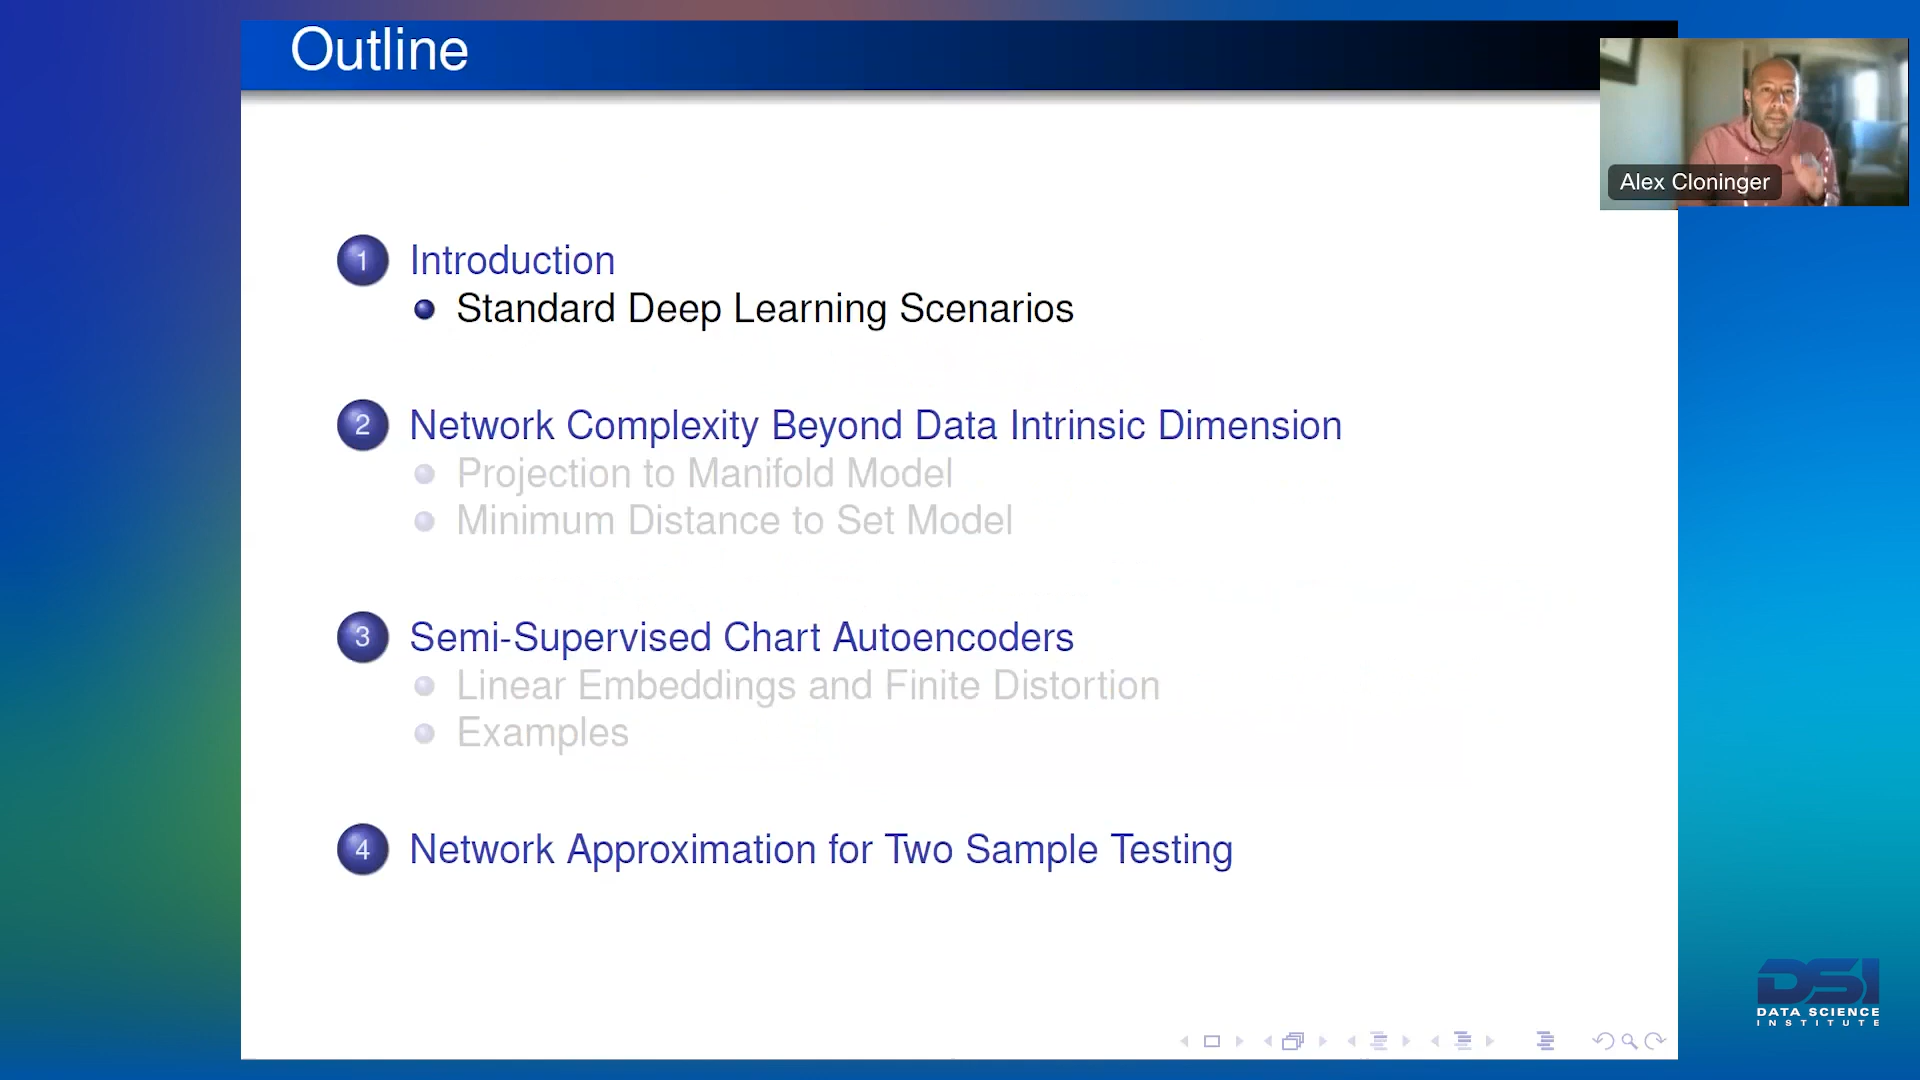 Outline
Alex Cloninger
1 Introduction
Standard Deep Learning Scenarios
2 Network Complexity Beyond Data Intrinsic Dimension
Projection to Manifold Model
Minimum Distance to Set Model
3 Semi-Supervised Chart Autoencoders
Linear Embeddings and Finite Distortion
Examples
4 Network Approximation for Two Sample Testing
DSI
DATA SCIENCE
INSTITUTE